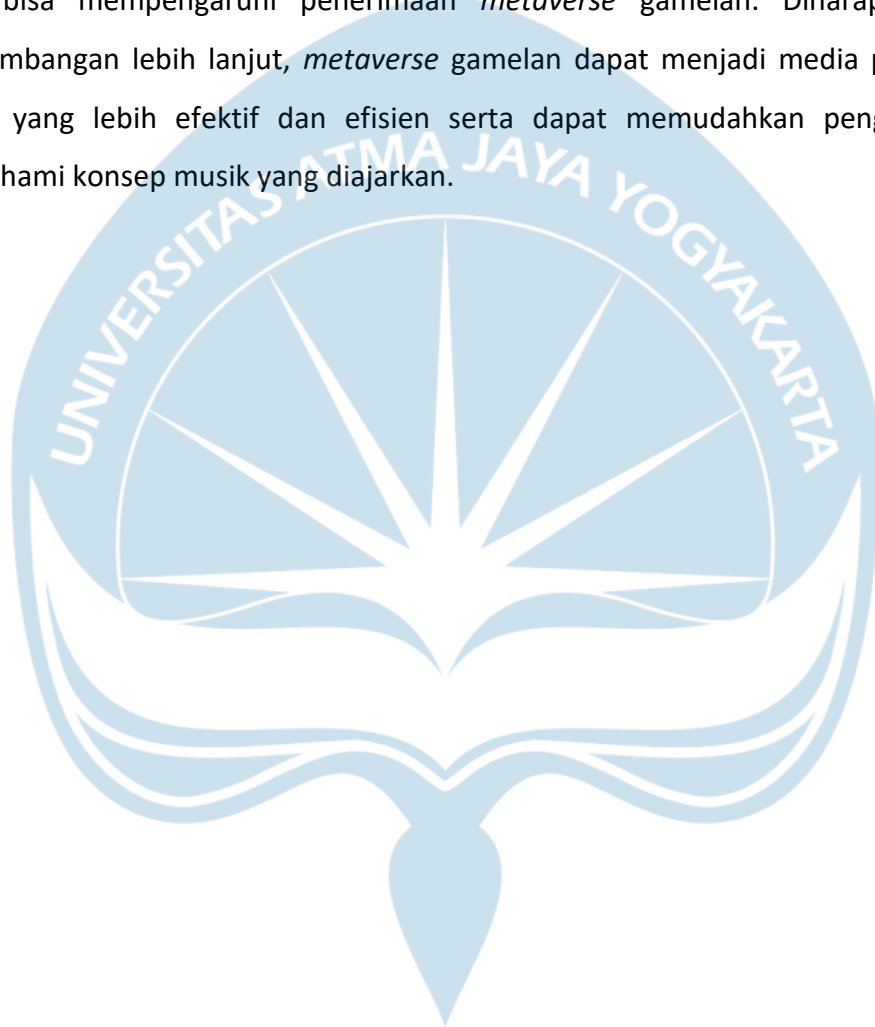 bisa mempengaruhi penerimaan metaverse gamelan. Diharap
mbangan lebih lanjut, metaverse gamelan dapat menjadi media p
yang lebih efektif dan efisien serta dapat memudahkan peng
hami konsep musik yang diajarkan.
UNIVERSITAS ATMA JAYA YOGYAKARTA